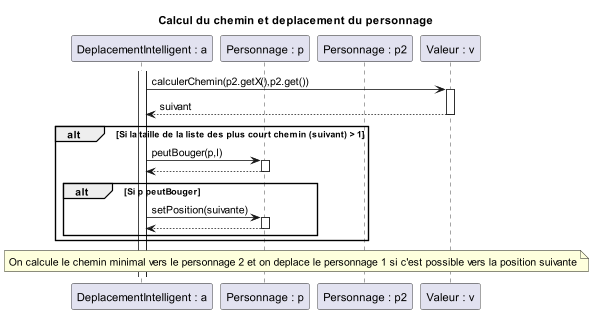 Calcul du chemin et deplacement du personnage
DeplacementIntelligent : a
Personnage : p
Personnage : p2
Valeur : v
calculerChemin(p2.getX(),p2.get())
suivant
alt [Si la taille de la liste des plus court chemin (suivant) > 1]
peutBouger(p,l)
alt [Si p peutBouger]
setPosition(suivante)
On calcule le chemin minimal vers le personnage 2 et on deplace le personnage 1 si c'est possible vers la position suivante
DeplacementIntelligent : a
Personnage : p
Personnage : p2
Valeur : v